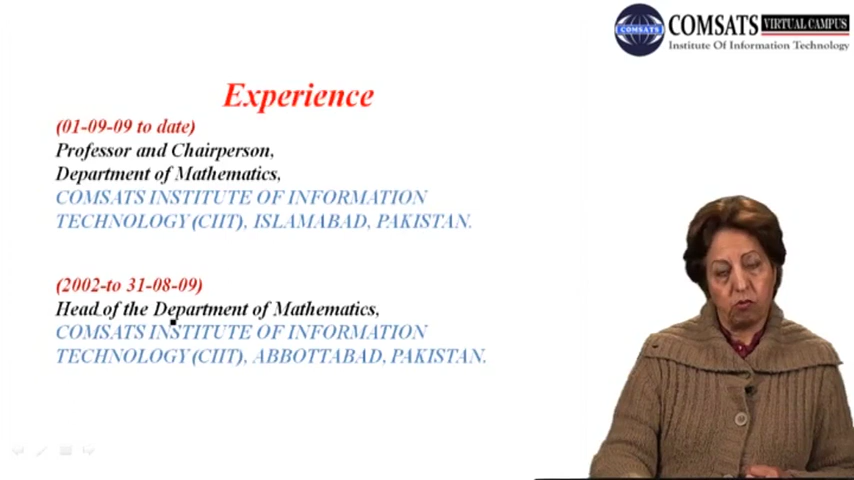 COMSATS VIRTUAL CAMPUS
COMSATS
Institute Of Information Technology
Experience
(01-09-09 to date)
Professor and Chairperson,
Department of Mathematics,
COMSATS INSTITUTE OF INFORMATION
TECHNOLOGY (CIIT), ISLAMABAD, PAKISTAN.
(2002-to 31-08-09)
Head of the Department of Mathematics,
COMSATS INSTITUTE OF INFORMATION
TECHNOLOGY (CIIT), ABBOTTABAD, PAKISTAN.